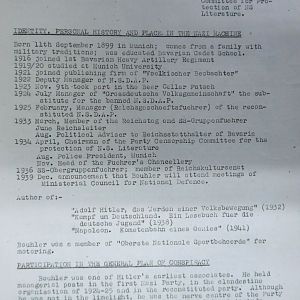 Committee for Pro-
tection of NS
Literature.
IDENTITY, PERSONAL HISTORY AND PLACE IN THE NAZI MACHINE
Born 11th September 1899 in Munich; comes from a family with
military traditions; was educated Bavarian Cadet School.
1916 joined 1st Bavarian Heavy Artillery Regiment
1919/20 studied at Munich University
1921 joined publishing firm of "Voelkischer Beobachter"
1922 Deputy Manager of N.S.D.A.P.
1923 Nov. 9th took part in the beer cellar Putsch
1924 July Manager of "Grossdeutsche Volksgemeinschaft" the sub-
stitute for the banned N.S.D.A.P.
1925 February, Manager (Reichsgeschaeftsfuehrer) of the recon-
stituted N.S.D.A.P.
1933 March, Member of the Reichstag and SS-Gruppenfuehrer
June Reichsleiter
Aug. Political Advisor to Reichsstatthalter of Bavaria
1934 April, Chairman of the Party Censorship Committee for the
protection of N.S. Literature
Aug. Police President, Munich
Nov. Head of the Fuehrer's Chancellery
1936 SS-Obergruppenfuehrer; member of Reichskultursenat
1939 Dec. announcement that Bouhler will attend meetings of
Ministerial Council for National Defence.
Author of:-
"Adolf Hitler, das Werden einer Volksbewegung" (1932)
"Kampf um Deutschland. Ein Lesebuch fuer die
deutsche Jugend" (1938)
"Napoleon. Kometenbahn eines Genies" (1941)
Bouhler was a member of "Oberste Nationale Sportbehoerde" for
motoring.
PARTICIPATION IN THE GENERAL PLAN OF CONSPIRACY
Bouhler was one of Hitler's earliest associates. He held
managerial posts in the first Nazi Party, in the clandestine
organisation of 1924-25 and in the reconstituted party. Although
he was not in the limelight, he was the nerve centre of the Party